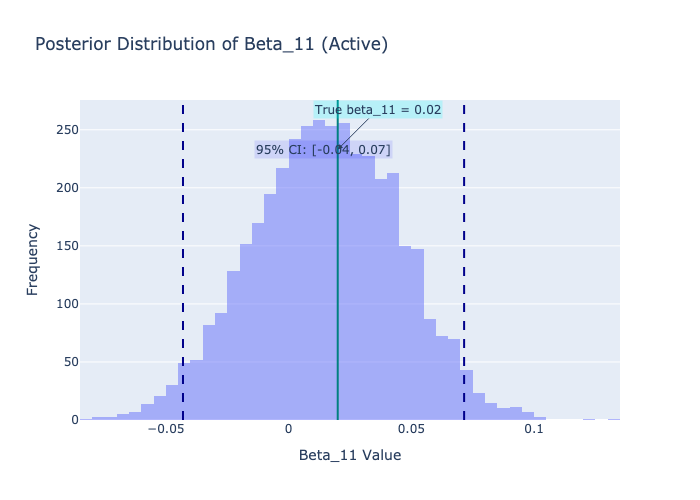 Posterior Distribution of Beta_11 (Active)
True beta_11 = 0.02
95% CI: [-0.04, 0.07]
250
200
150
100
50
0
Frequency
−0.05
0
0.05
0.1
Beta_11 Value